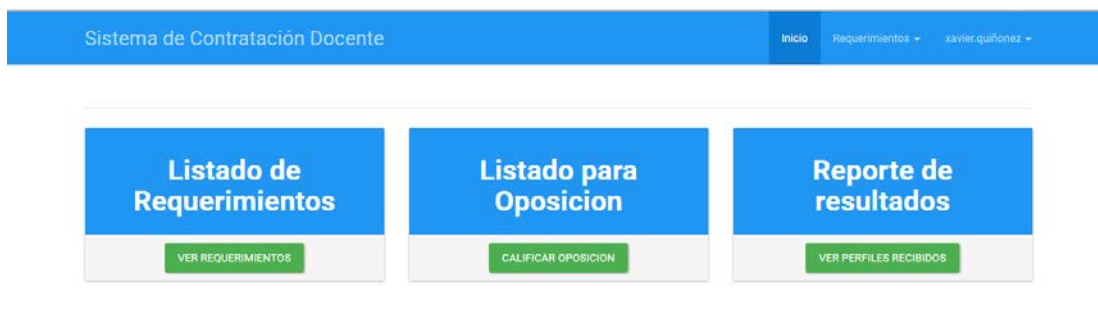 Sistema de Contratación Docente
Inicio
Requerimientos
xavier.quiñonez
Listado de
Requerimientos
VER REQUERIMIENTOS
Listado para
Oposicion
CALIFICAR OPOSICION
Reporte de
resultados
VER PERFILES RECIBIDOS